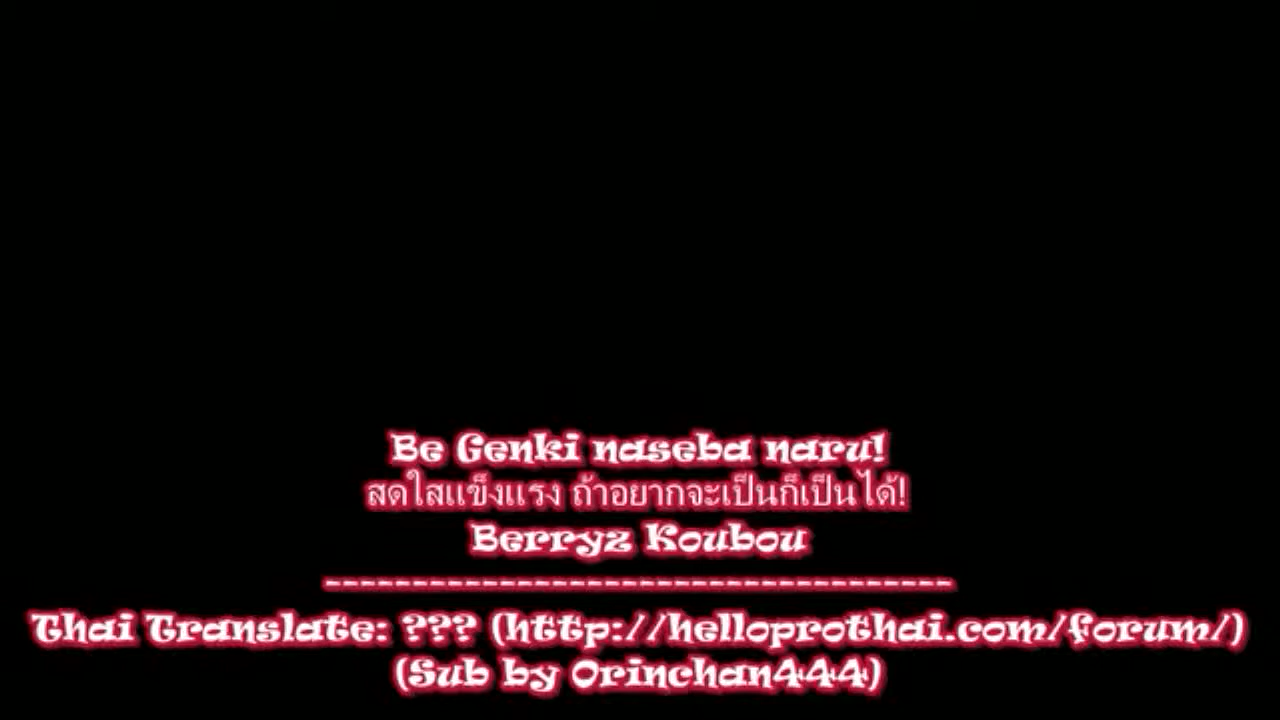 Be Genki naseba naru!
สดใสแข็งแรง ถ้าอยากจะเป็นก็เป็นได้!
Berryz Koubou
------------------------------------
Thai Translate: ??? (http://helloprothai.com/forum/)
(Sub by Orinchan444)